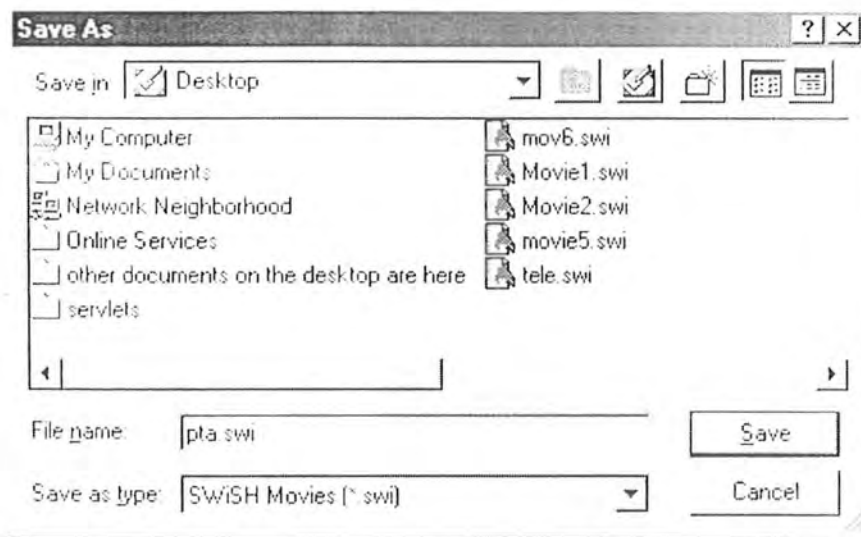 Save As
Save in Desktop
My Computer
My Documents
Network Neighborhood
Online Services
other documents on the desktop are here
servlets
mov6.swi
Movie1.swi
Movie2.swi
movie5.swi
tele.swi
File name: pta.swi
Save
Save as type: SWiSH Movies (*.swi)
Cancel